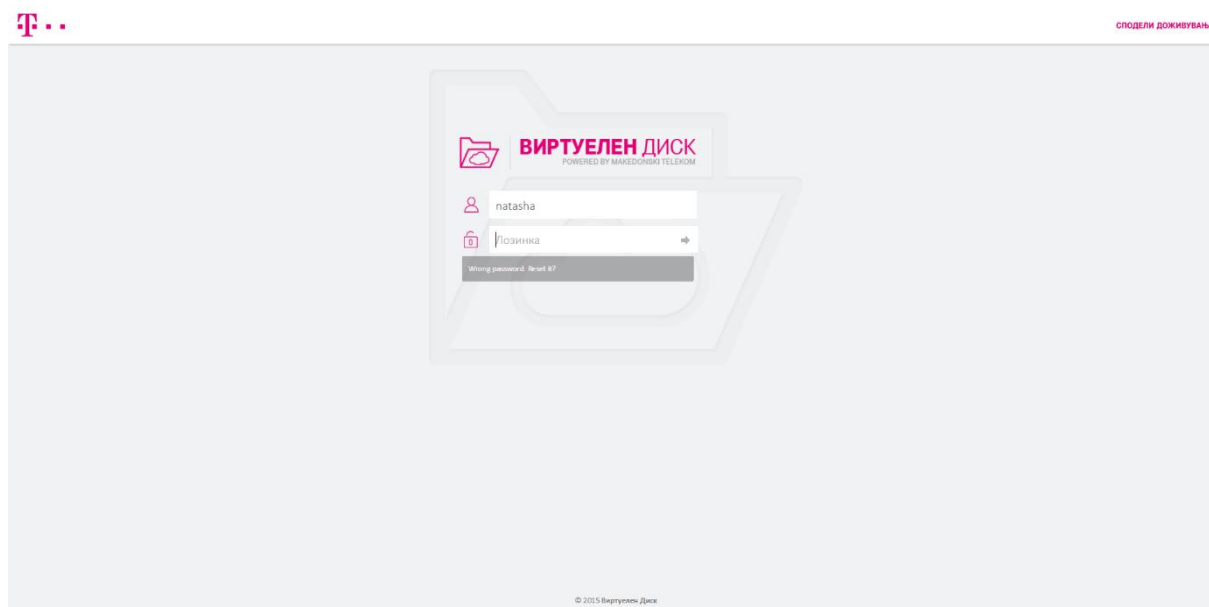 T
СПОДЕЛИ ДОЖИВУВАЊ
ВИРТУЕЛЕН ДИСК
POWERED BY MAKEDONSKI TELEKOM
natasha
Лозинка
Wrong password. Reset it?
© 2015 Виртуелен Диск